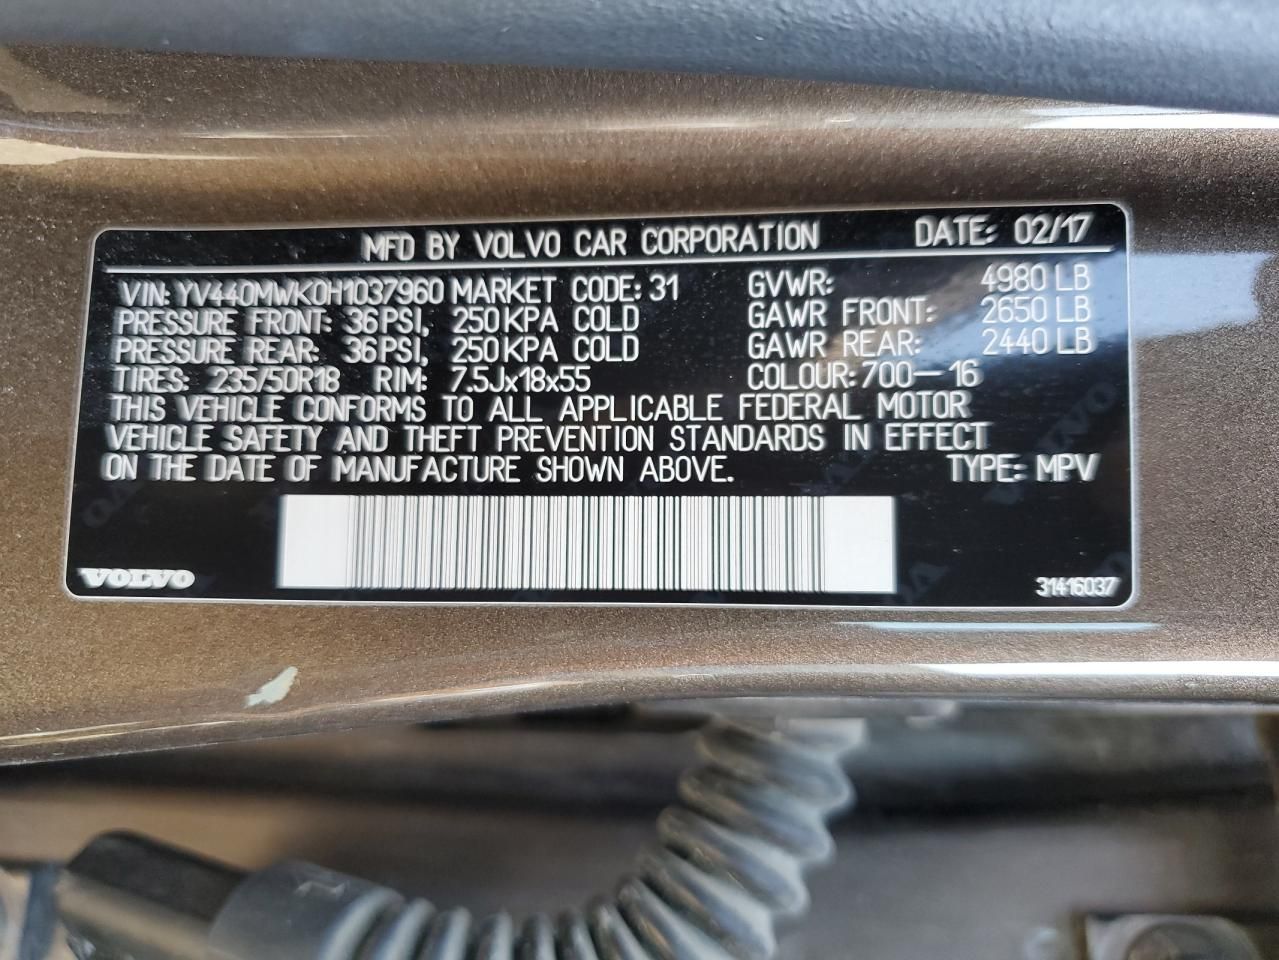 MFD BY VOLVO CAR CORPORATION DATE: 02/17
VIN: YV440MWK0H1037960 MARKET CODE: 31 GVWR: 4980 LB
PRESSURE FRONT: 36PSI, 250KPA COLD GAWR FRONT: 2650 LB
PRESSURE REAR: 36PSI, 250KPA COLD GAWR REAR: 2440 LB
TIRES: 235/50R18 RIM: 7.5Jx18x55 COLOUR: 700—16
THIS VEHICLE CONFORMS TO ALL APPLICABLE FEDERAL MOTOR
VEHICLE SAFETY AND THEFT PREVENTION STANDARDS IN EFFECT
ON THE DATE OF MANUFACTURE SHOWN ABOVE. TYPE: MPV
VOLVO 31416037